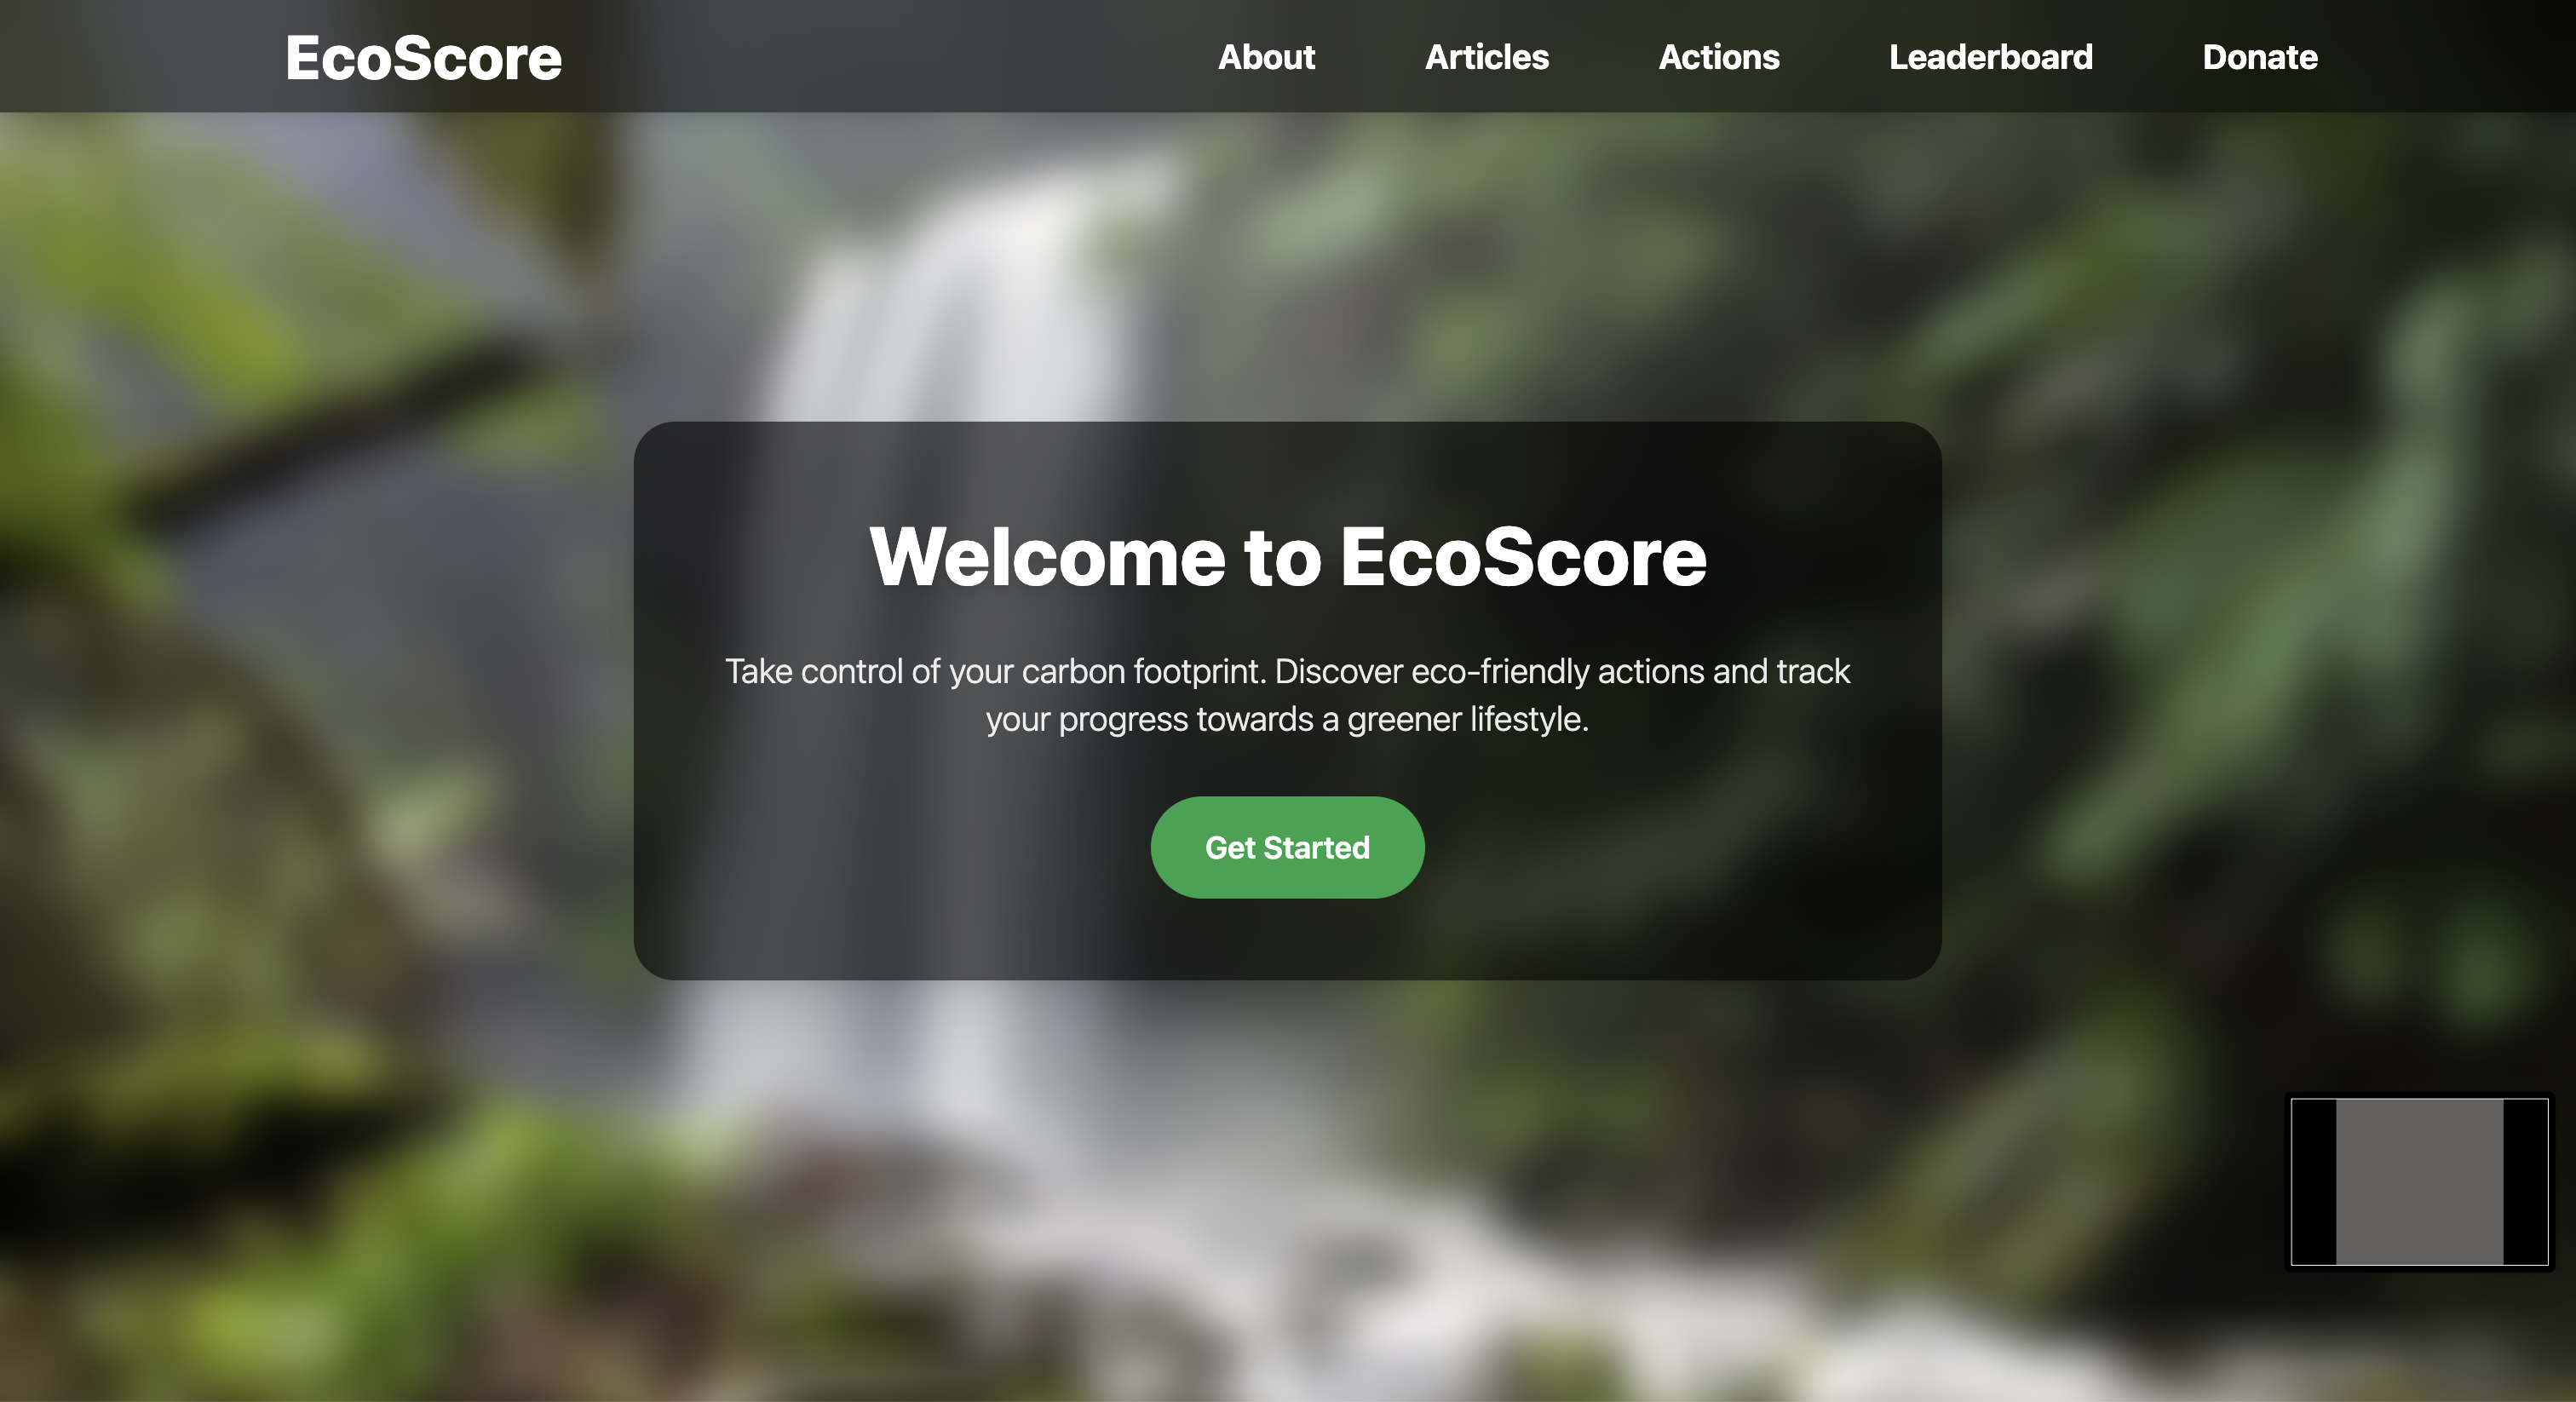 EcoScore
About Articles Actions Leaderboard Donate
Welcome to EcoScore
Take control of your carbon footprint. Discover eco-friendly actions and track
your progress towards a greener lifestyle.
Get Started